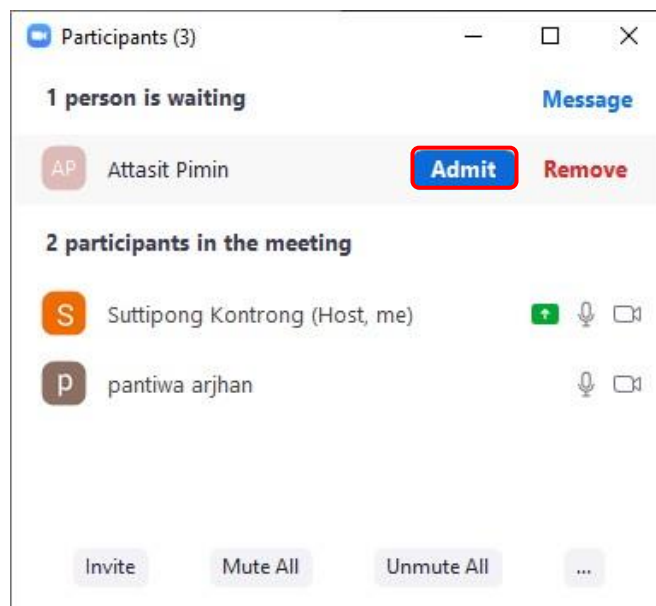 Participants (3)
1 person is waiting Message
AP Attasit Pimin Admit Remove
2 participants in the meeting
S Suttipong Kontrong (Host, me)
p pantiwa arjhan
Invite Mute All Unmute All ...